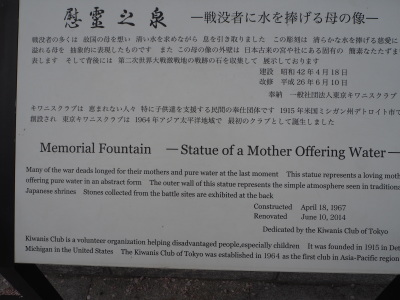 慰霊之泉 ―戦没者に水を捧げる母の像―
戦没者の多くは 故国の母を想い 清い水を求めながら 息を引き取りました この彫刻は 清らかな水を捧げる慈愛に
溢れる母を 抽象的に表現したものです また この母の像の外壁は 日本古来の宮や社にある固有の 簡素なたたずま
表します そして背後には 第二次世界大戦激戦地の戦跡の石を収集して 展示しております
建設 昭和42年4月18日
改修 平成26年6月10日
奉納 一般社団法人東京キワニスクラブ
キワニスクラブは 恵まれない人々 特に子供達を支援する民間の奉仕団体です 1915年米国ミシガン州デトロイト市で
創設され 東京キワニスクラブは 1964年アジア太平洋地域で 最初のクラブとして誕生しました
Memorial Fountain ―Statue of a Mother Offering Water―
Many of the war deads longed for their mothers and pure water at the last moment This statue represents a loving moth
offering pure water in an abstract form The outer wall of this statue represents the simple atmosphere seen in tradition
Japanese shrines Stones collected from the battle sites are exhibited at the back
Constructed April 18, 1967
Renovated June 10, 2014
Dedicated by the Kiwanis Club of Tokyo
Kiwanis Club is a volunteer organization helping disadvantaged people,especially children It was founded in 1915 in Det
Michigan in the United States The Kiwanis Club of Tokyo was established in 1964 as the first club in Asia-Pacific region